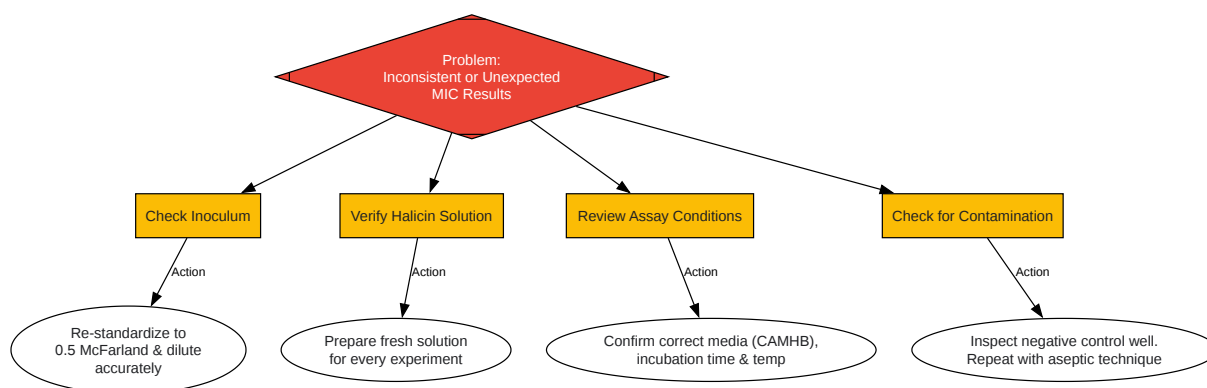 Problem:
Inconsistent or Unexpected
MIC Results
Check Inoculum
Verify Halicin Solution
Review Assay Conditions
Check for Contamination
Action
Action
Action
Action
Re-standardize to
0.5 McFarland & dilute
accurately
Prepare fresh solution
for every experiment
Confirm correct media (CAMHB),
incubation time & temp
Inspect negative control well.
Repeat with aseptic technique